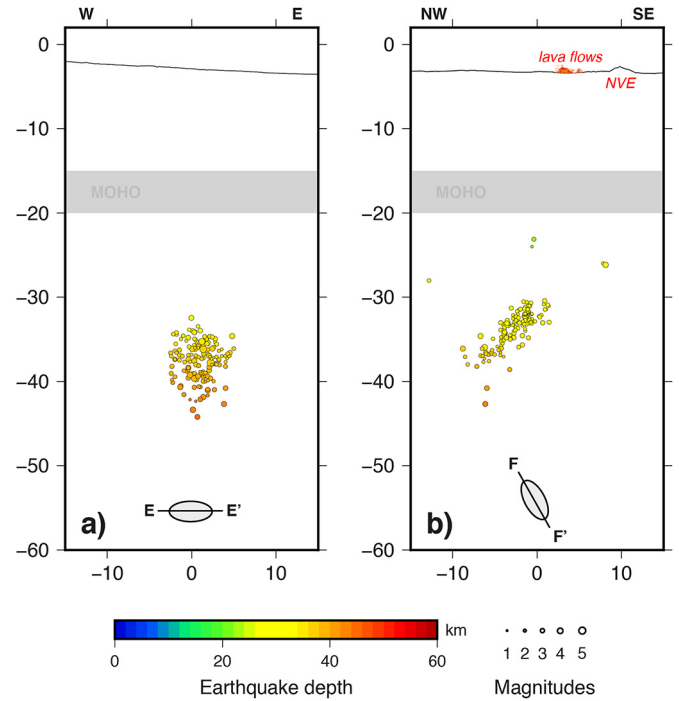 W E NW SE
0 0
lava flows
NVE
−10 −10
MOHO MOHO
−20 −20
−30 −30
−40 −40
−50 −50
F
a) E E’ b)
F’
−60 −60
−10 0 10 −10 0 10
km
0 20 40 60 1 2 3 4 5
Earthquake depth Magnitudes